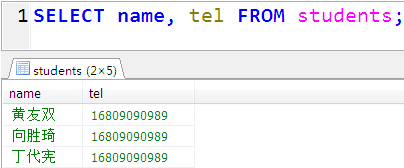 1 SELECT name, tel FROM students;
students (2×5)
name tel
黄友双 16809090989
向胜琦 16809090989
丁代宪 16809090989